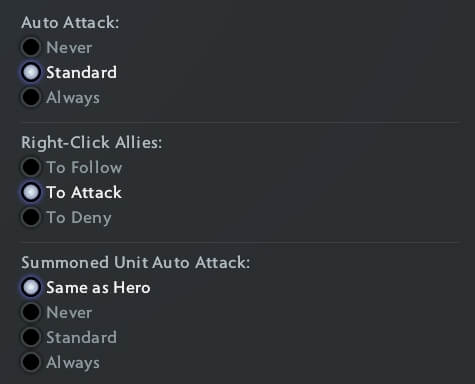 Auto Attack:
Never
Standard
Always
Right-Click Allies:
To Follow
To Attack
To Deny
Summoned Unit Auto Attack:
Same as Hero
Never
Standard
Always